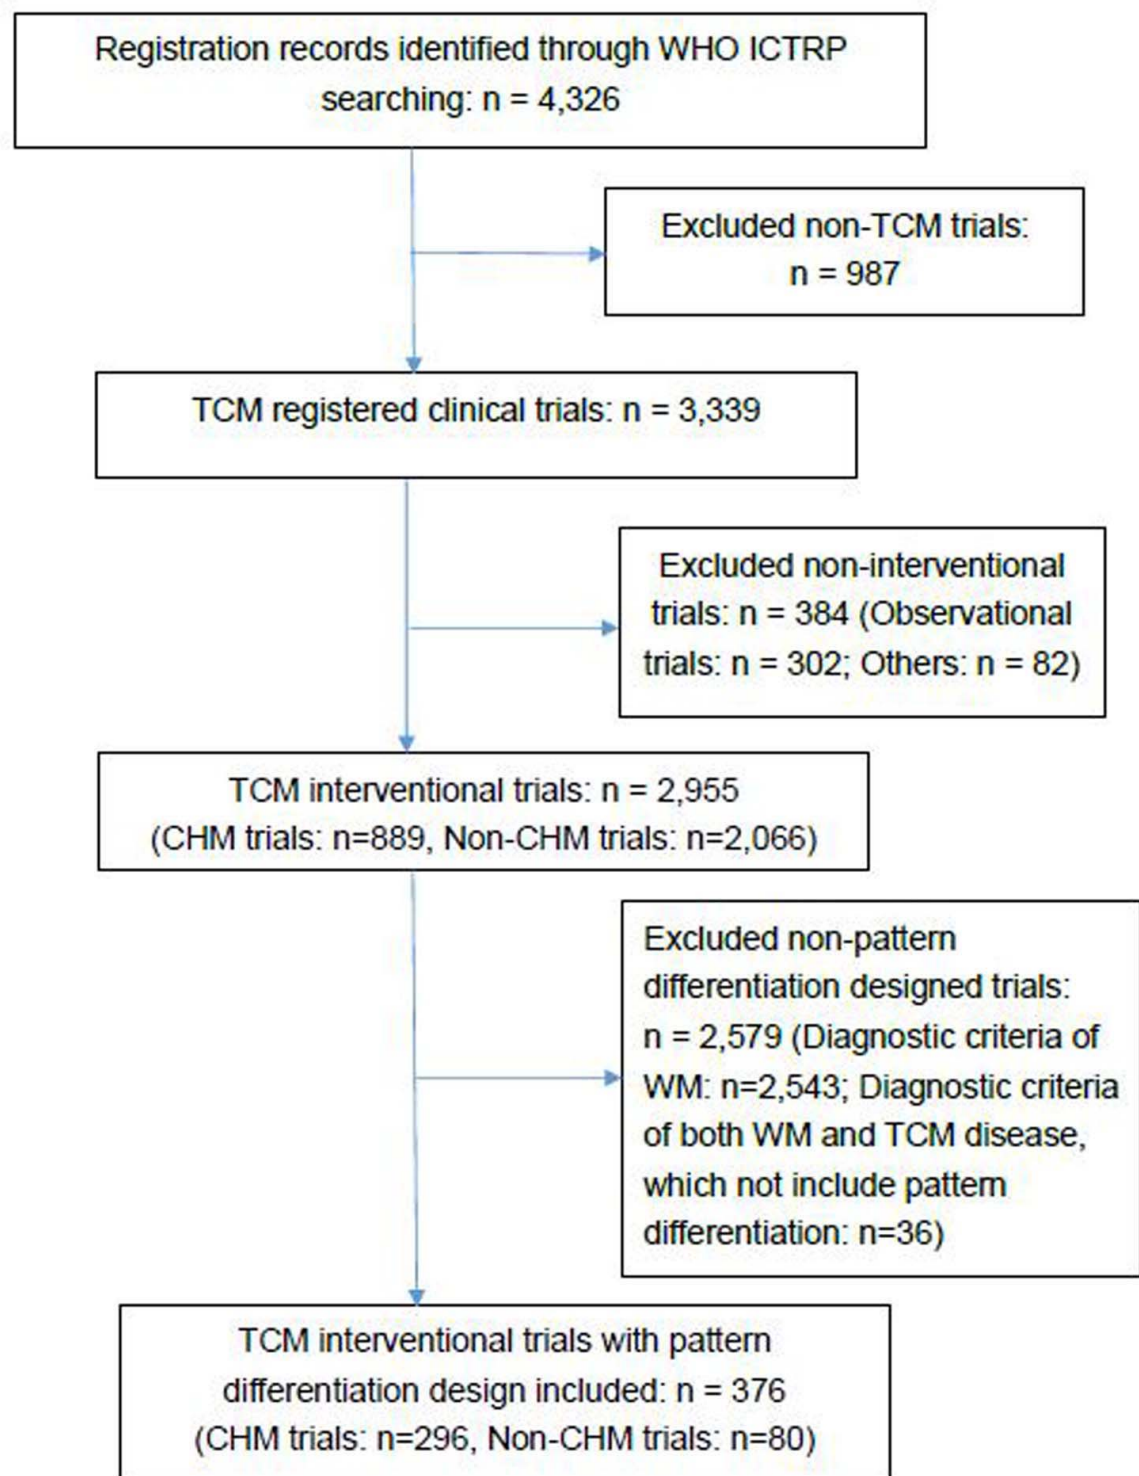 Registration records identified through WHO ICTRP
searching: n = 4,326
Excluded non-TCM trials:
n = 987
TCM registered clinical trials: n = 3,339
Excluded non-interventional
trials: n = 384 (Observational
trials: n = 302; Others: n = 82)
TCM interventional trials: n = 2,955
(CHM trials: n=889, Non-CHM trials: n=2,066)
Excluded non-pattern
differentiation designed trials:
n = 2,579 (Diagnostic criteria of
WM: n=2,543; Diagnostic criteria
of both WM and TCM disease,
which not include pattern
differentiation: n=36)
TCM interventional trials with pattern
differentiation design included: n = 376
(CHM trials: n=296, Non-CHM trials: n=80)